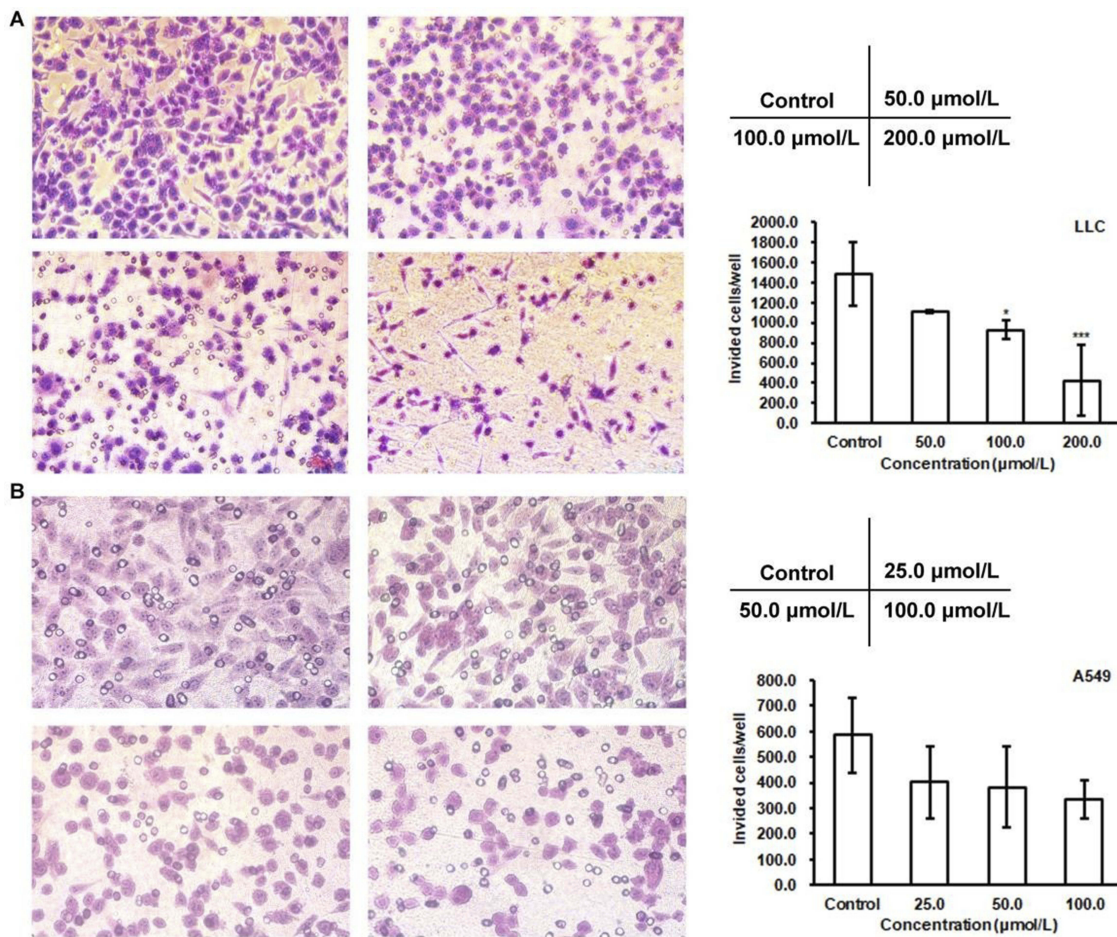 A
Control 50.0 µmol/L
100.0 µmol/L 200.0 µmol/L
LLC
Invided cells/well
2000.0
1800.0
1600.0
1400.0
1200.0
1000.0
800.0
600.0
400.0
200.0
0.0
*
***
Control 50.0 100.0 200.0
Concentration (µmol/L)
B
Control 25.0 µmol/L
50.0 µmol/L 100.0 µmol/L
A549
Invided cells/well
800.0
700.0
600.0
500.0
400.0
300.0
200.0
100.0
0.0
Control 25.0 50.0 100.0
Concentration (µmol/L)